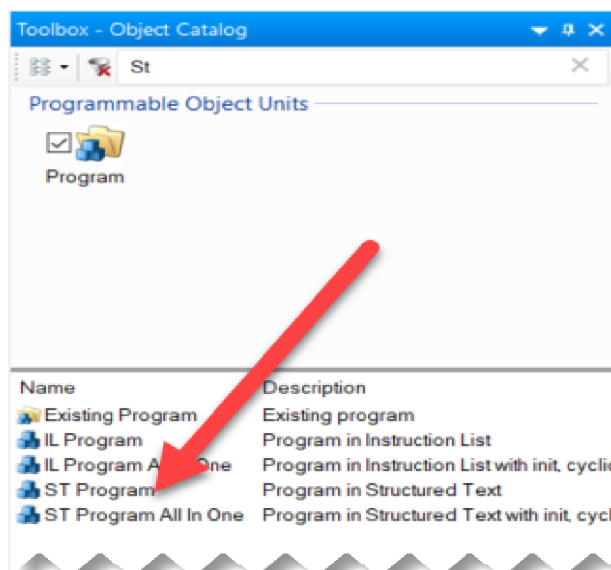 Toolbox - Object Catalog
St
Programmable Object Units
Program
Name Description
Existing Program Existing program
IL Program Program in Instruction List
IL Program One Program in Instruction List with init, cyclic
ST Program Program in Structured Text
ST Program All In One Program in Structured Text with init, cycl